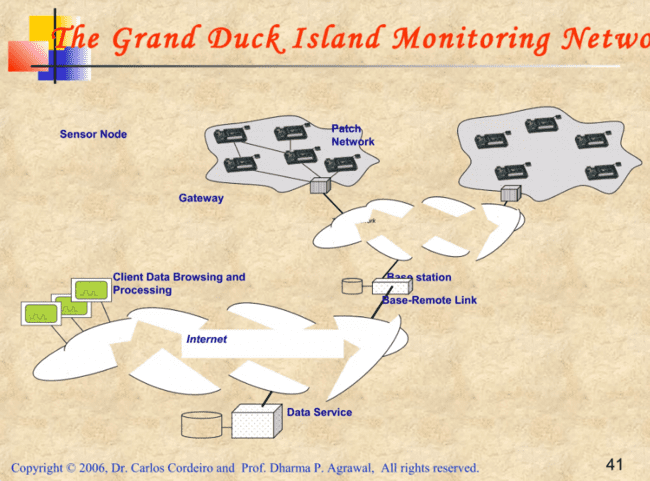 The Grand Duck Island Monitoring Netwo
Sensor Node
Patch
Network
Gateway
Client Data Browsing and
Processing
Base station
Base-Remote Link
Internet
Data Service
Copyright © 2006, Dr. Carlos Cordeiro and Prof. Dharma P. Agrawal, All rights reserved.
41